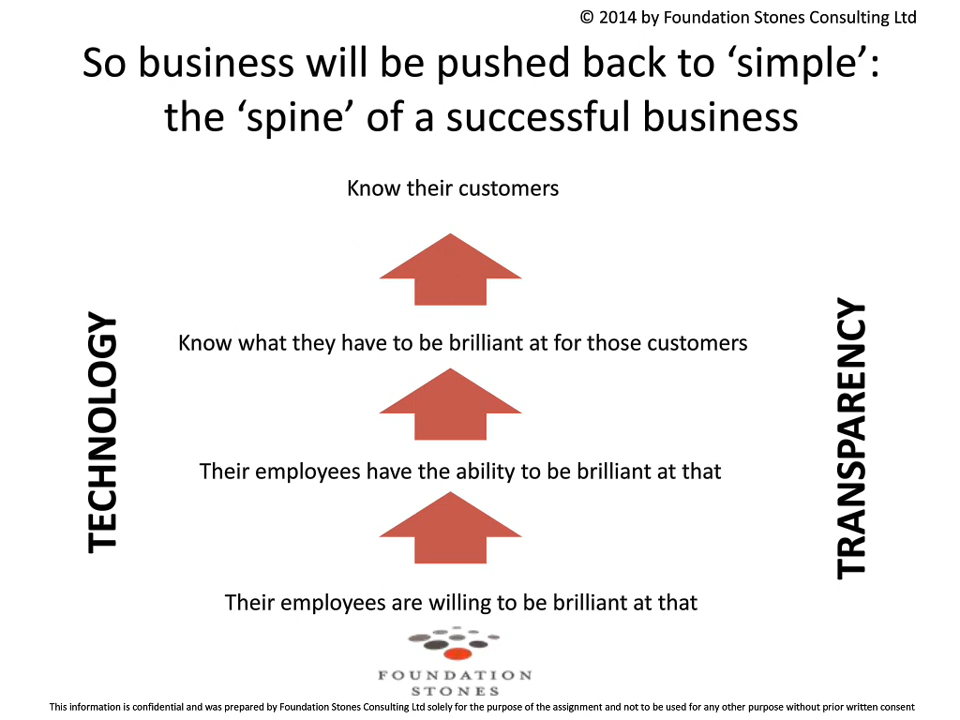 © 2014 by Foundation Stones Consulting Ltd
So business will be pushed back to ‘simple’:
the ‘spine’ of a successful business
Know their customers
TECHNOLOGY
Know what they have to be brilliant at for those customers
TRANSPARENCY
Their employees have the ability to be brilliant at that
Their employees are willing to be brilliant at that
FOUNDATION
STONES
This information is confidential and was prepared by Foundation Stones Consulting Ltd solely for the purpose of the assignment and not to be used for any other purpose without prior written consent